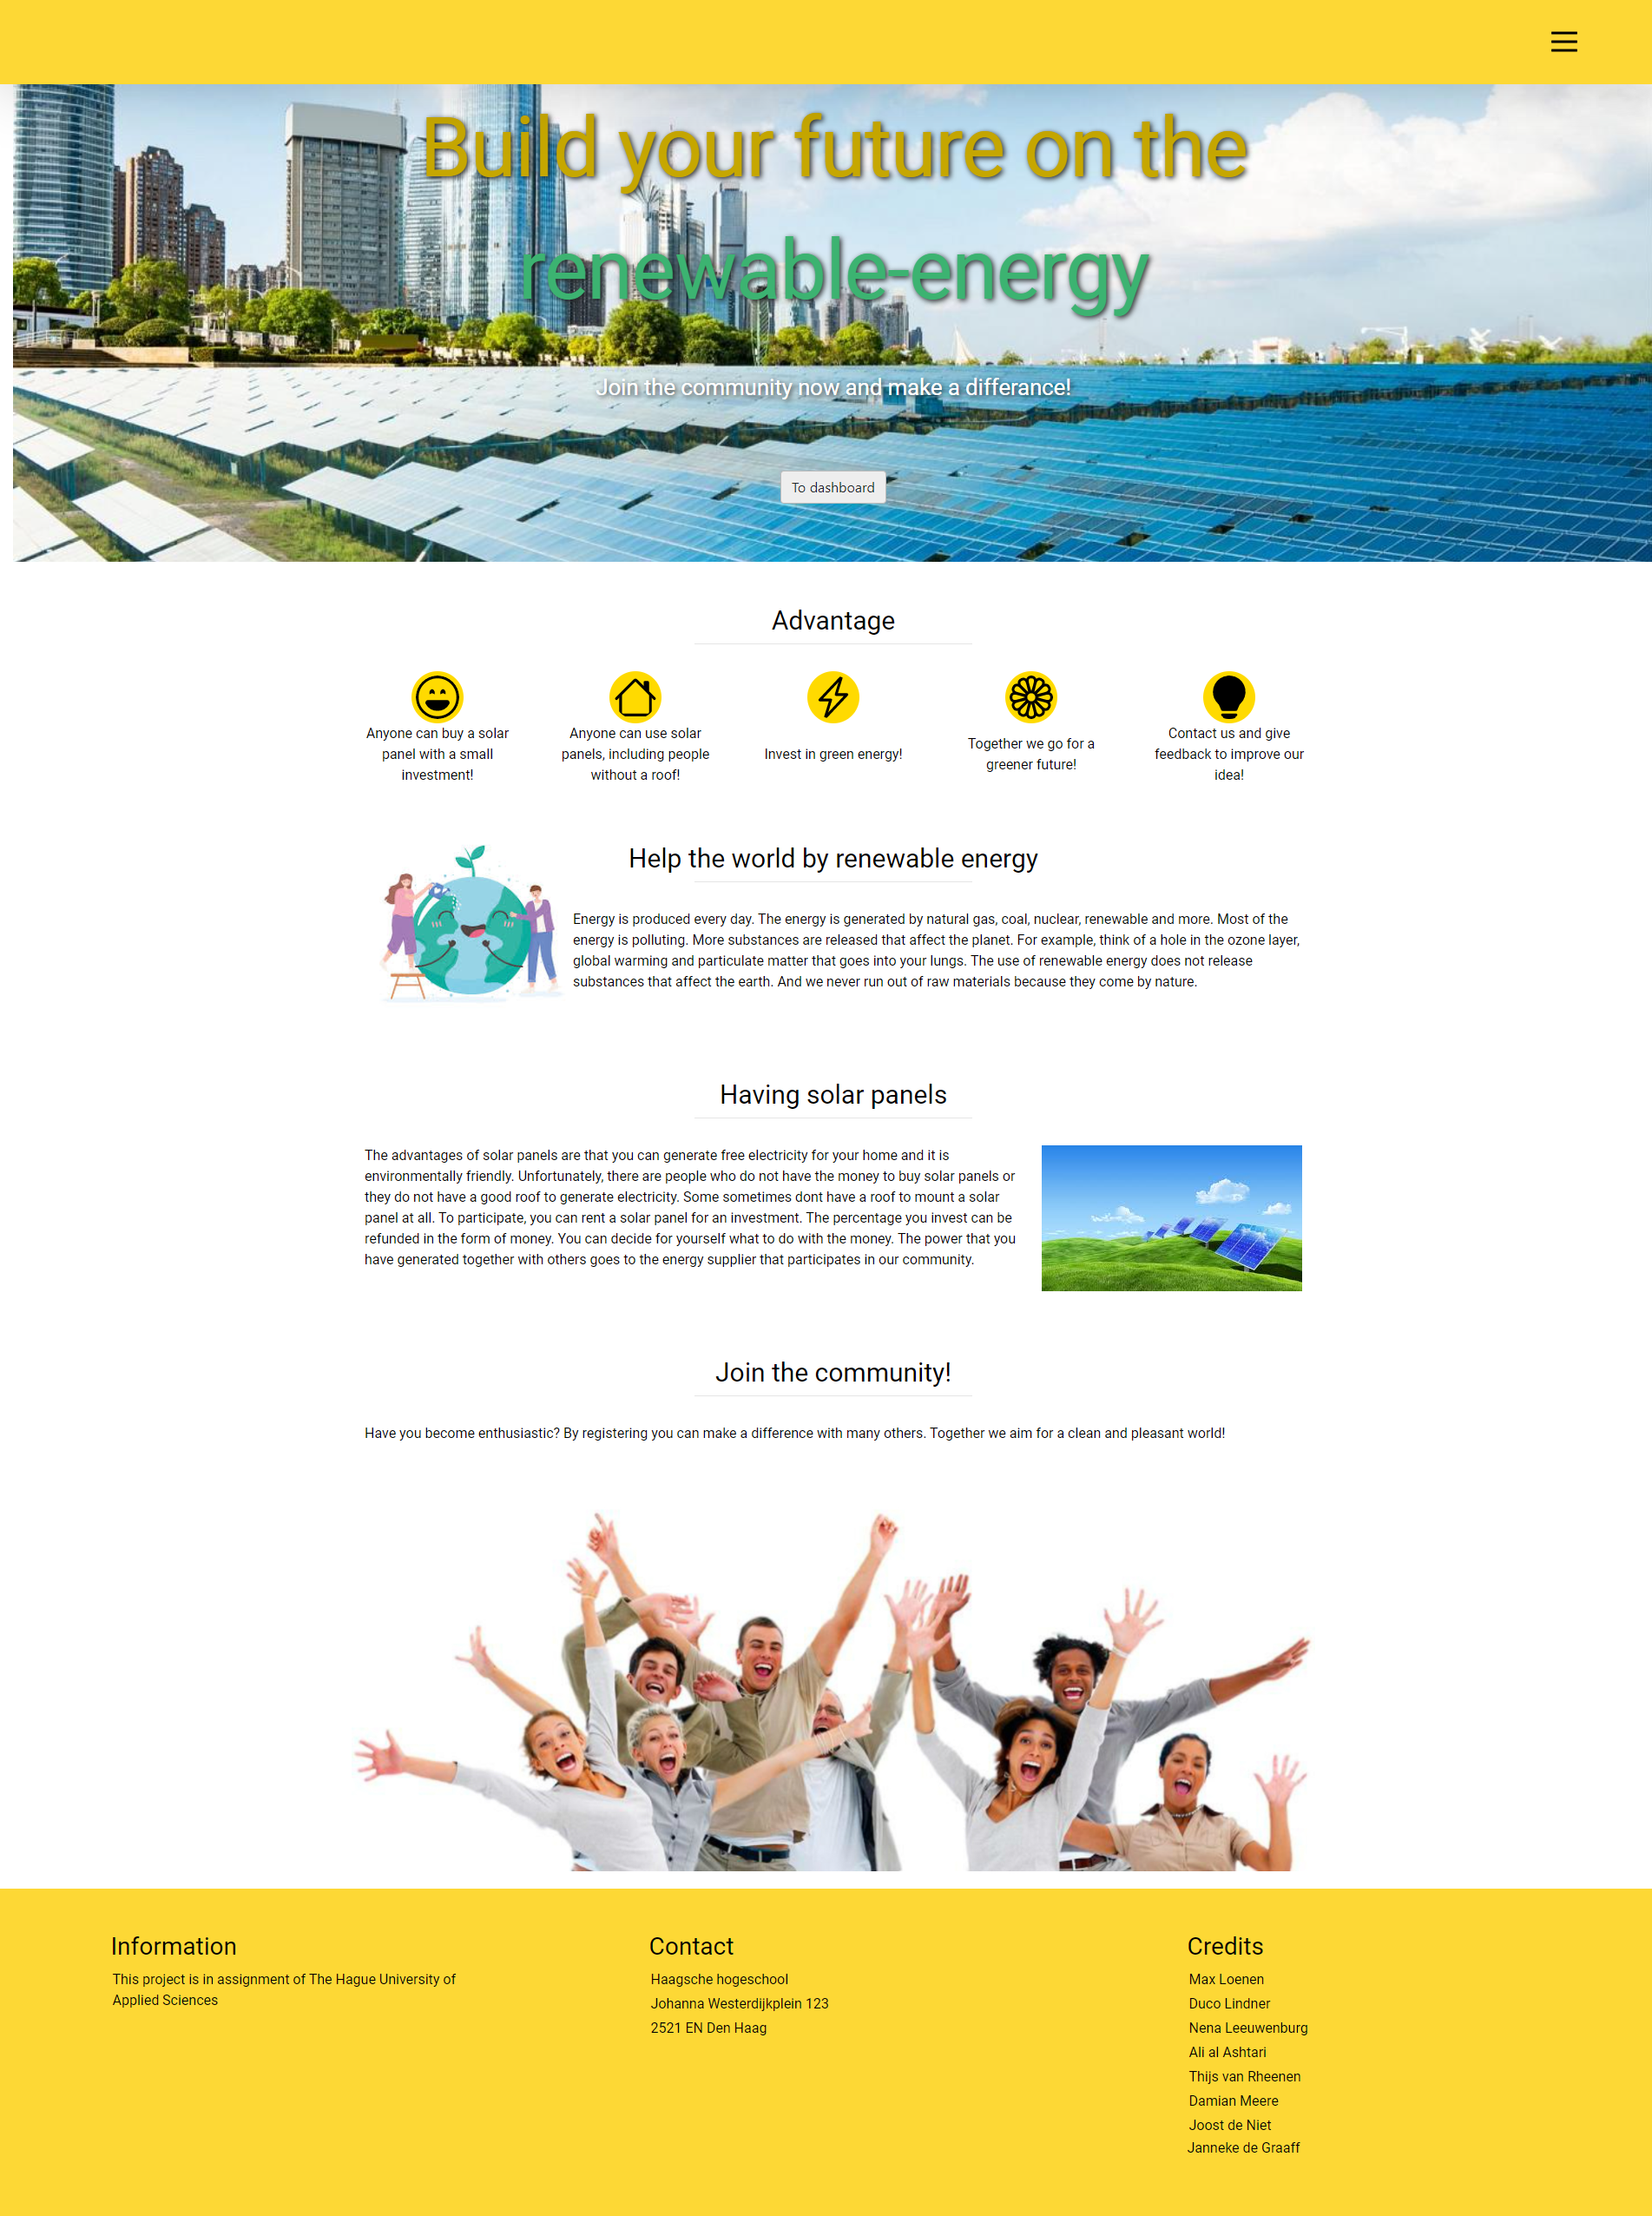 Build your future on the
renewable-energy
Join the community now and make a differance!
To dashboard
Advantage
Anyone can buy a solar
panel with a small
investment!
Anyone can use solar
panels, including people
without a roof!
Invest in green energy!
Together we go for a
greener future!
Contact us and give
feedback to improve our
idea!
Help the world by renewable energy
Energy is produced every day. The energy is generated by natural gas, coal, nuclear, renewable and more. Most of the
energy is polluting. More substances are released that affect the planet. For example, think of a hole in the ozone layer,
global warming and particulate matter that goes into your lungs. The use of renewable energy does not release
substances that affect the earth. And we never run out of raw materials because they come by nature.
Having solar panels
The advantages of solar panels are that you can generate free electricity for your home and it is
environmentally friendly. Unfortunately, there are people who do not have the money to buy solar panels or
they do not have a good roof to generate electricity. Some sometimes dont have a roof to mount a solar
panel at all. To participate, you can rent a solar panel for an investment. The percentage you invest can be
refunded in the form of money. You can decide for yourself what to do with the money. The power that you
have generated together with others goes to the energy supplier that participates in our community.
Join the community!
Have you become enthusiastic? By registering you can make a difference with many others. Together we aim for a clean and pleasant world!
Information
This project is in assignment of The Hague University of
Applied Sciences
Contact
Haagsche hogeschool
Johanna Westerdijkplein 123
2521 EN Den Haag
Credits
Max Loenen
Duco Lindner
Nena Leeuwenburg
Ali al Ashtari
Thijs van Rheenen
Damian Meere
Joost de Niet
Janneke de Graaff